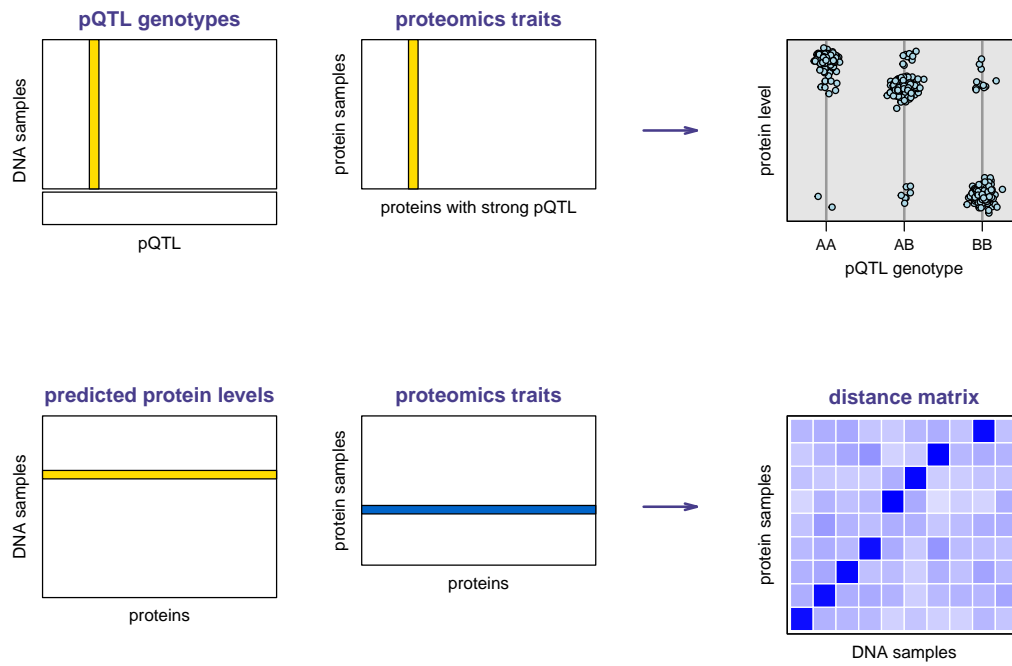 pQTL genotypes
DNA samples
pQTL
proteomics traits
protein samples
proteins with strong pQTL
protein level
AA
AB
BB
pQTL genotype
predicted protein levels
DNA samples
proteins
proteomics traits
protein samples
proteins
distance matrix
protein samples
DNA samples